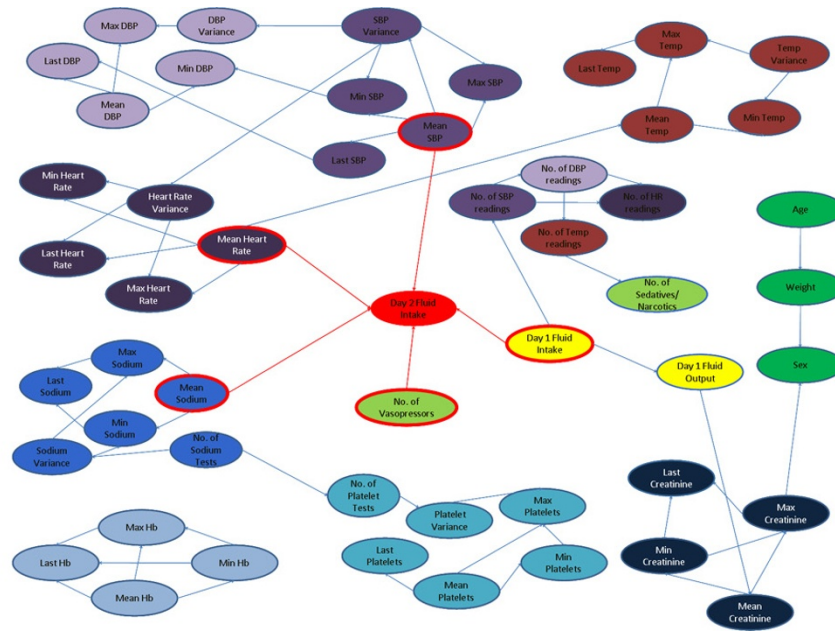 Max DBP
DBP
Variance
SBP
Variance
Last DBP
Min DBP
Mean
DBP
Min SBP
Max SBP
Mean
SBP
Last SBP
Max
Temp
Temp
Variance
Last Temp
Mean
Temp
Min Temp
Min Heart
Rate
Heart Rate
Variance
Mean Heart
Rate
Last Heart
Rate
Max Heart
Rate
No. of DBP
readings
No. of SBP
readings
No. of HR
readings
No. of Temp
readings
No. of
Sedatives/
Narcotics
Age
Weight
Sex
Day 2 Fluid
Intake
Day 1 Fluid
Intake
Day 1 Fluid
Output
No. of
Vasopressors
Max
Sodium
Last
Sodium
Mean
Sodium
Min
Sodium
Sodium
Variance
No. of
Sodium
Tests
No. of
Platelet
Tests
Platelet
Variance
Max
Platelets
Last
Platelets
Min
Platelets
Mean
Platelets
Max Hb
Last Hb
Min Hb
Mean Hb
Last
Creatinine
Max
Creatinine
Min
Creatinine
Mean
Creatinine